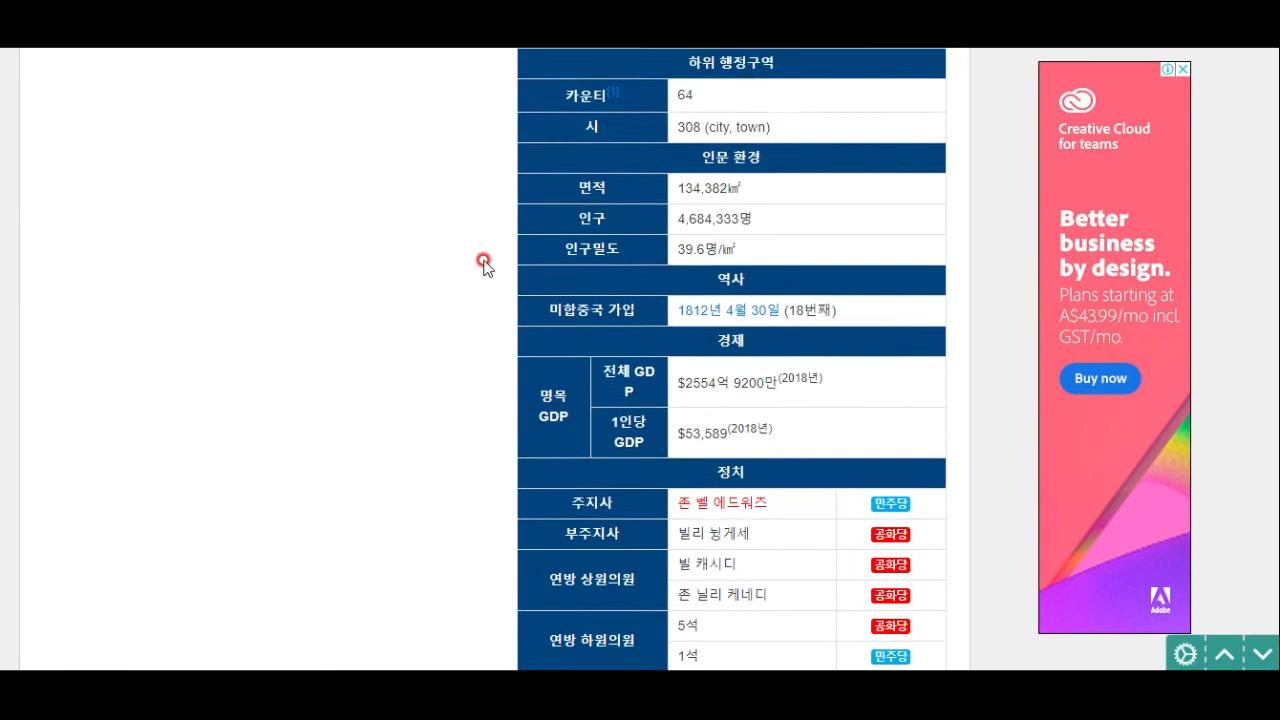 하위 행정구역
카운티[1] 64
시 308 (city, town)
인문 환경
면적 134,382㎢
인구 4,684,333명
인구밀도 39.6명/㎢
역사
미합중국 가입 1812년 4월 30일 (18번째)
경제
명목
GDP
전체 GD
P
$2554억 9200만(2018년)
1인당
GDP
$53,589(2018년)
정치
주지사 존 벨 에드워즈 민주당
부주지사 빌리 넝게세 공화당
연방 상원의원
빌 캐시디 공화당
존 닐리 케네디 공화당
연방 하원의원
5석 공화당
1석 민주당
Creative Cloud
for teams
Better
business
by design.
Plans starting at
A$43.99/mo incl.
GST/mo.
Buy now
Adobe